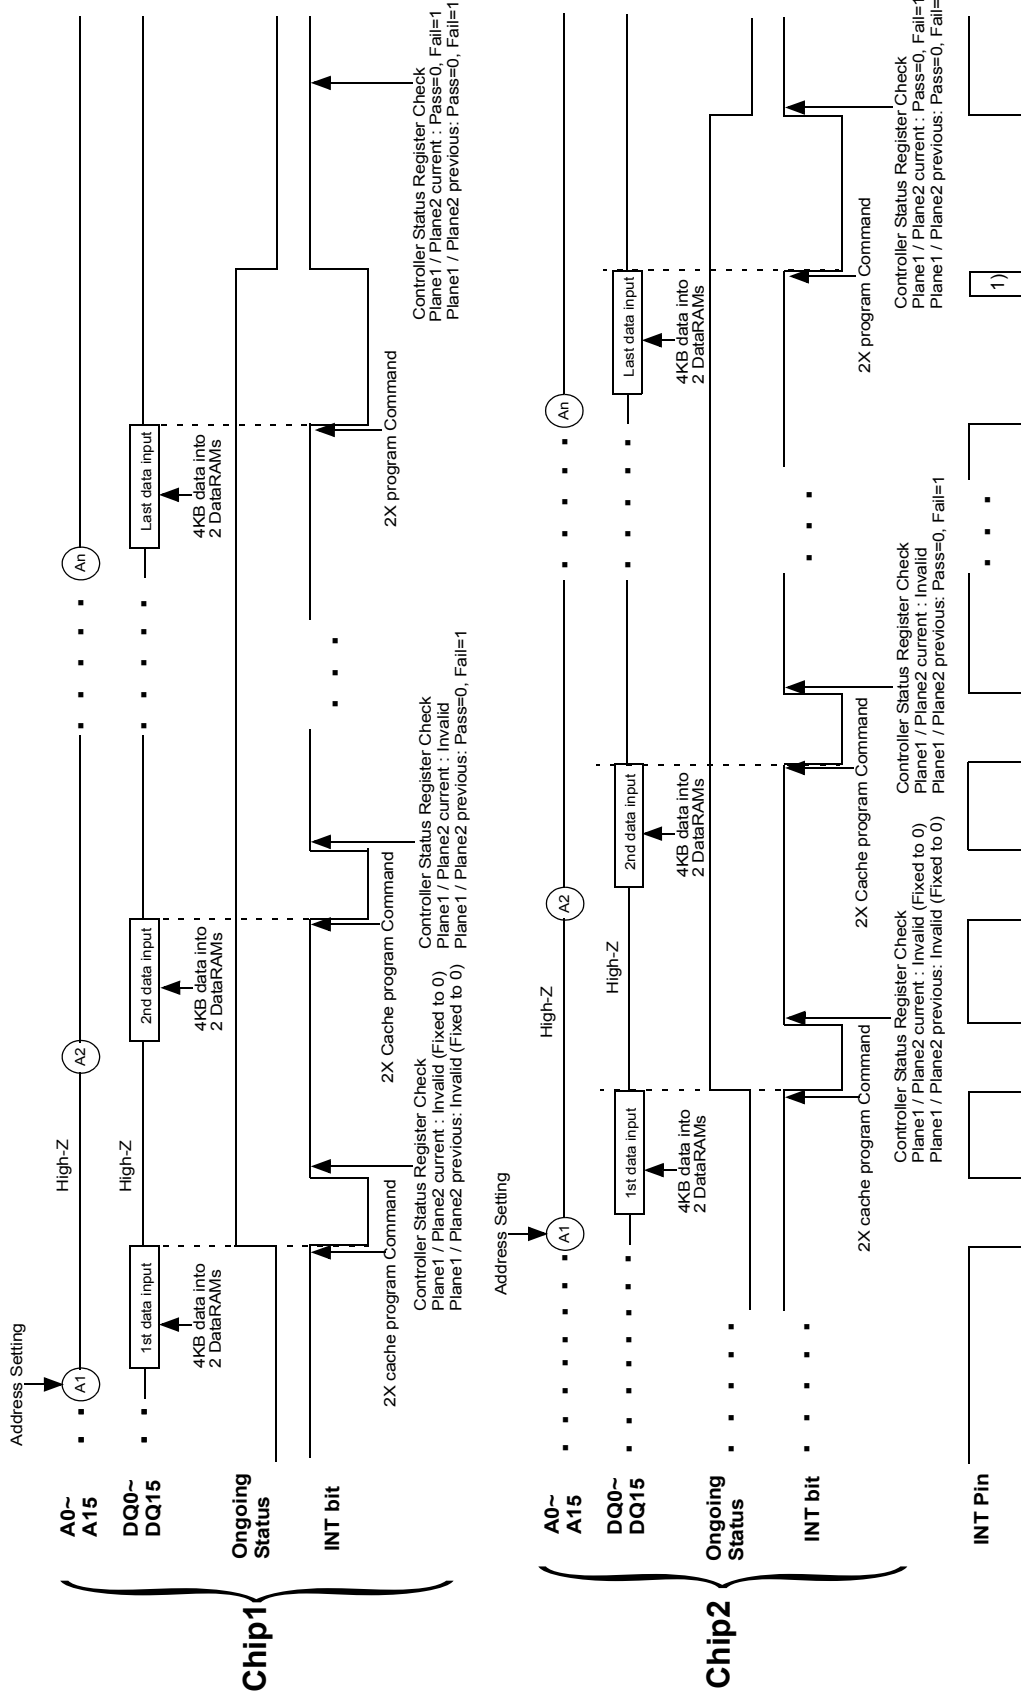 Chip1
A0~
A15
DQ0~
DQ15
Ongoing
Status
INT bit
Address Setting
A1
High-Z
A2
An
1st data input
High-Z
2nd data input
Last data input
4KB data into
2 DataRAMs
4KB data into
2 DataRAMs
4KB data into
2 DataRAMs
2X cache program Command
2X Cache program Command
2X program Command
Controller Status Register Check
Plane1 / Plane2 current : Invalid (Fixed to 0)
Plane1 / Plane2 previous: Invalid (Fixed to 0)
Controller Status Register Check
Plane1 / Plane2 current : Invalid
Plane1 / Plane2 previous: Pass=0, Fail=1
Controller Status Register Check
Plane1 / Plane2 current : Pass=0, Fail=1
Plane1 / Plane2 previous: Pass=0, Fail=1
Chip2
A0~
A15
DQ0~
DQ15
Ongoing
Status
INT bit
Address Setting
A1
High-Z
A2
An
1st data input
High-Z
2nd data input
Last data input
4KB data into
2 DataRAMs
4KB data into
2 DataRAMs
4KB data into
2 DataRAMs
2X cache program Command
2X Cache program Command
2X program Command
Controller Status Register Check
Plane1 / Plane2 current : Invalid (Fixed to 0)
Plane1 / Plane2 previous: Invalid (Fixed to 0)
Controller Status Register Check
Plane1 / Plane2 current : Invalid
Plane1 / Plane2 previous: Pass=0, Fail=1
Controller Status Register Check
Plane1 / Plane2 current : Pass=0, Fail=1
Plane1 / Plane2 previous: Pass=0, Fail=
INT Pin
1)